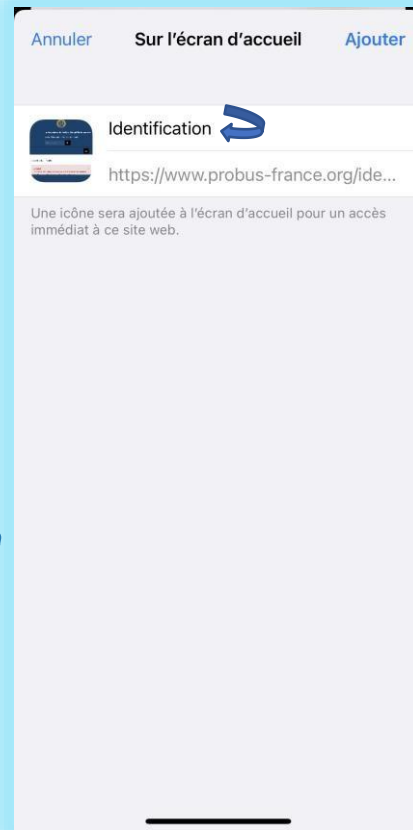 Annuler Sur l'écran d'accueil Ajouter
Identification
https://www.probus-france.org/ide...
Une icône sera ajoutée à l'écran d'accueil pour un accès
immédiat à ce site web.